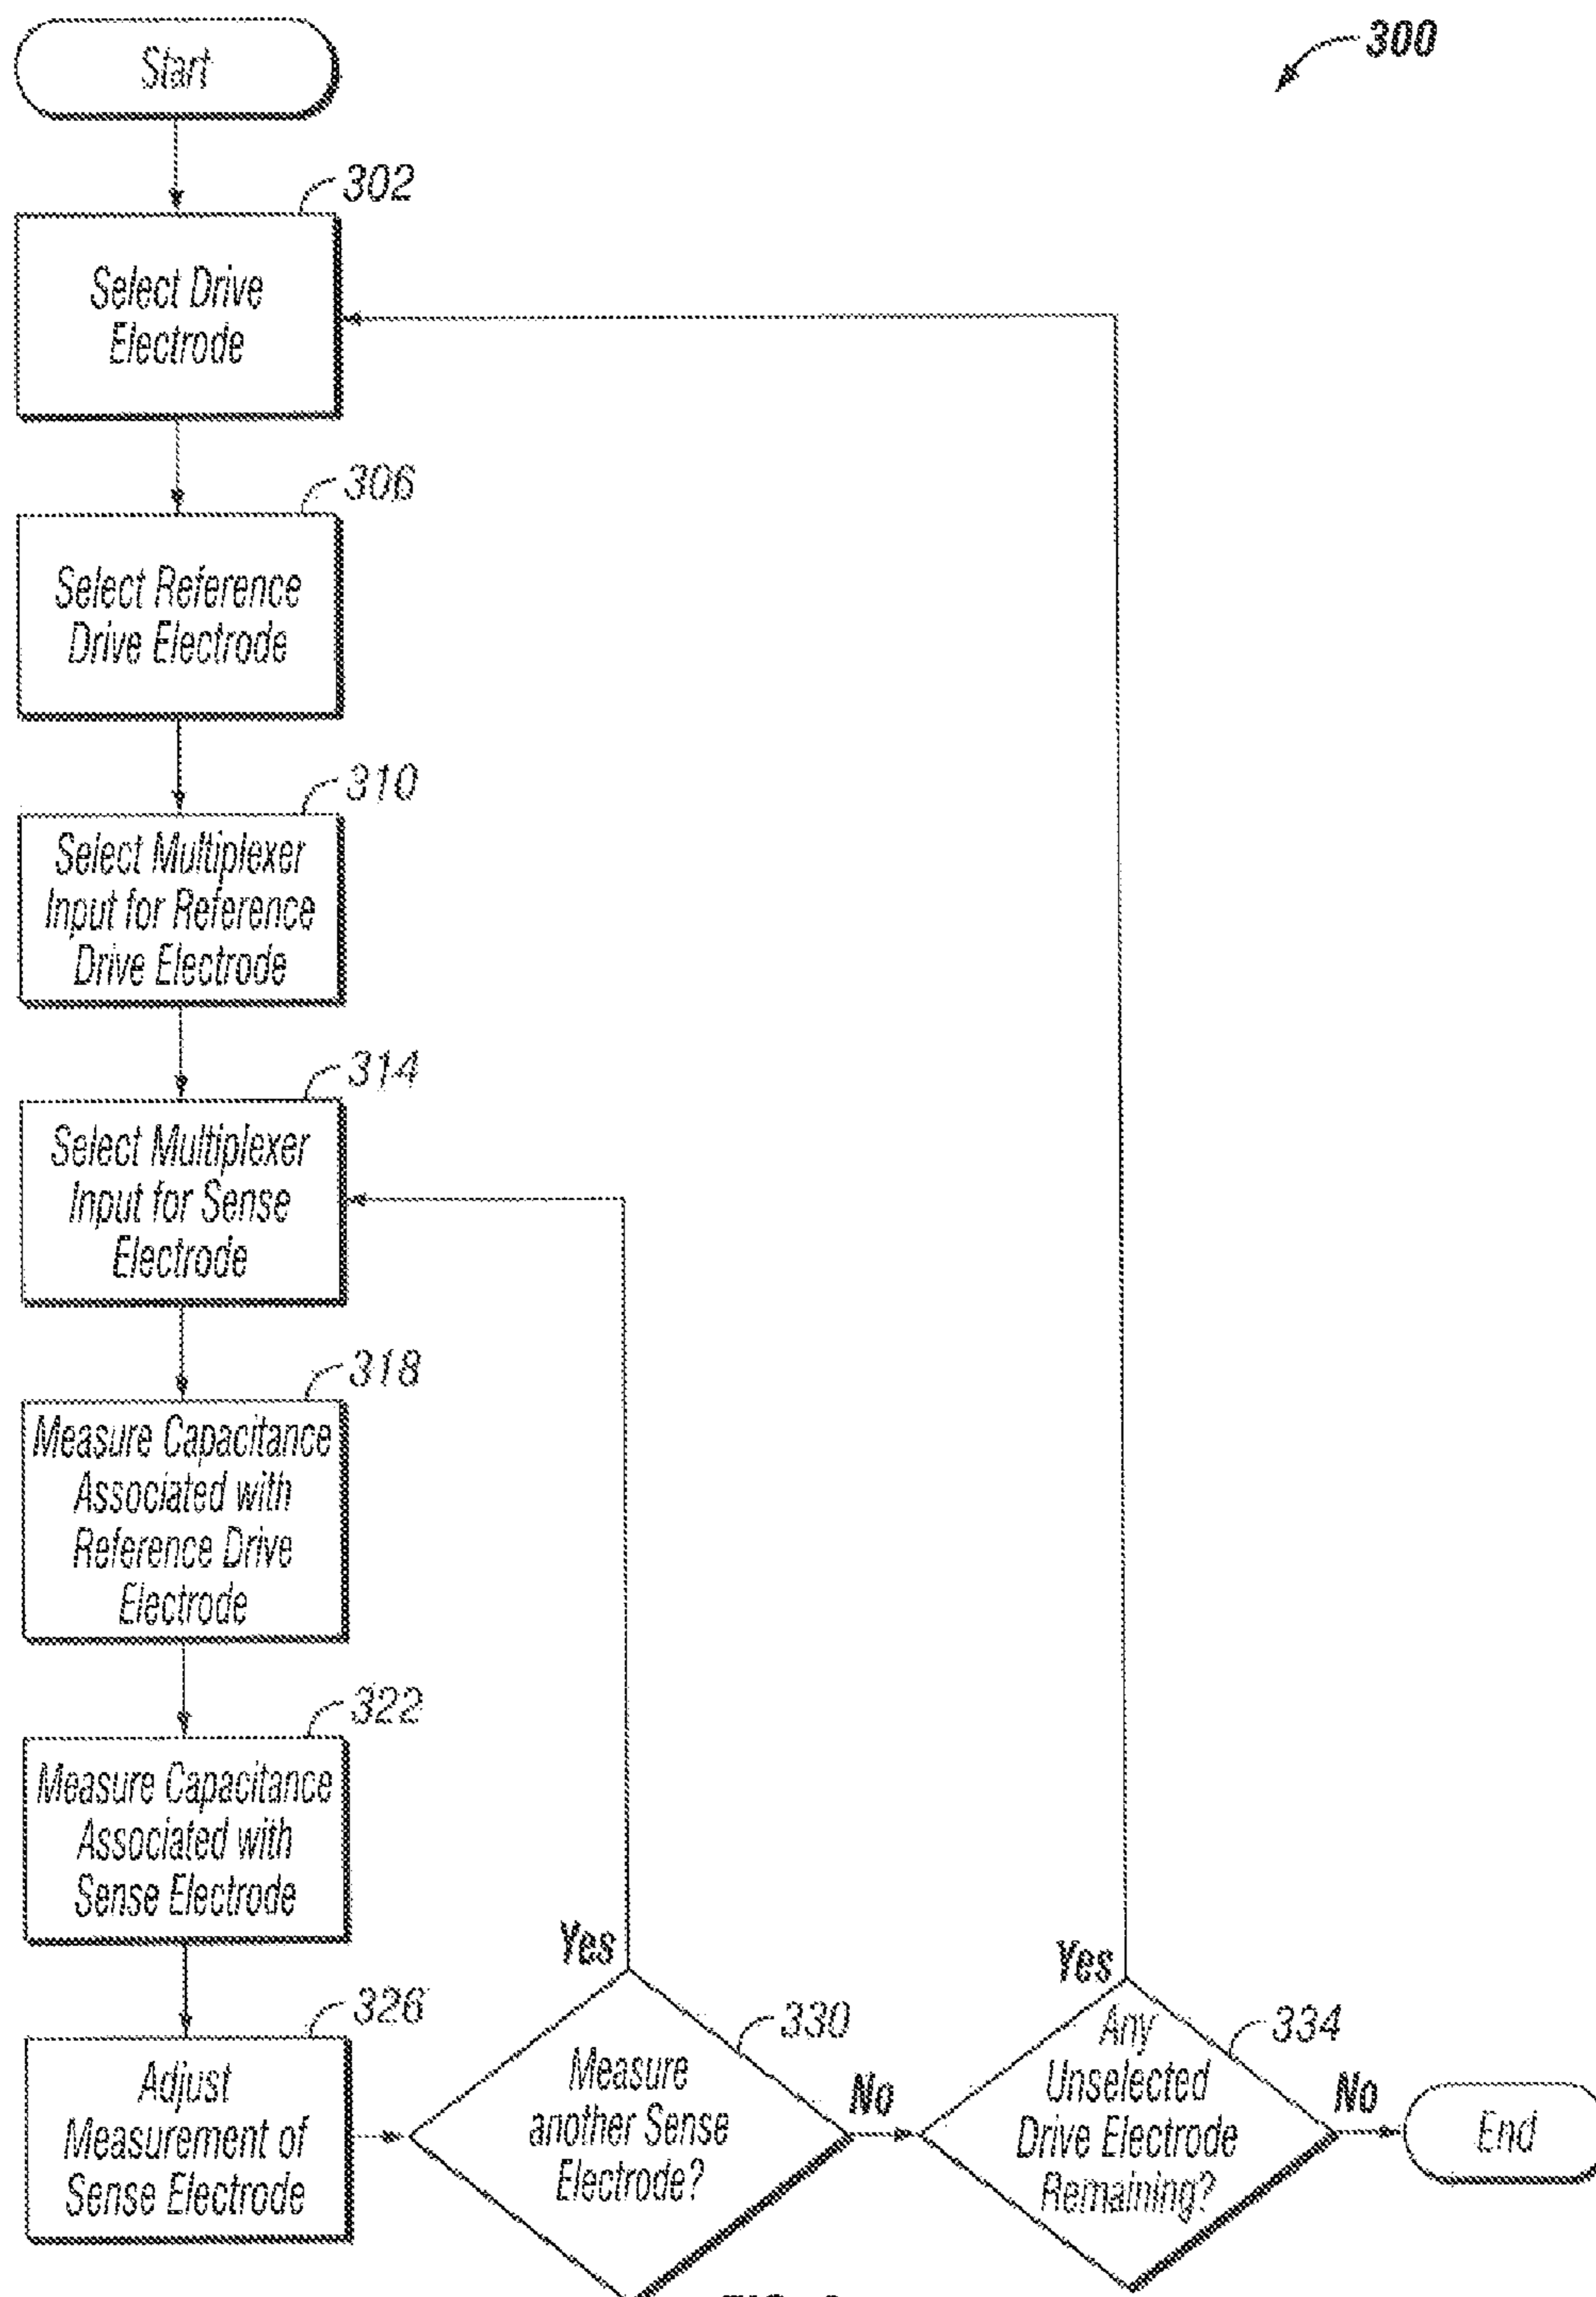 Start
300
302
Select Drive
Electrode
306
Select Reference
Drive Electrode
310
Select Multiplexer
Input for Reference
Drive Electrode
314
Select Multiplexer
Input for Sense
Electrode
318
Measure Capacitance
Associated with
Reference Drive
Electrode
322
Measure Capacitance
Associated with
Sense Electrode
326
Adjust
Measurement of
Sense Electrode
Yes
330
Measure
another Sense
Electrode?
No
Yes
334
Any
Unselected
Drive Electrode
Remaining?
No
End